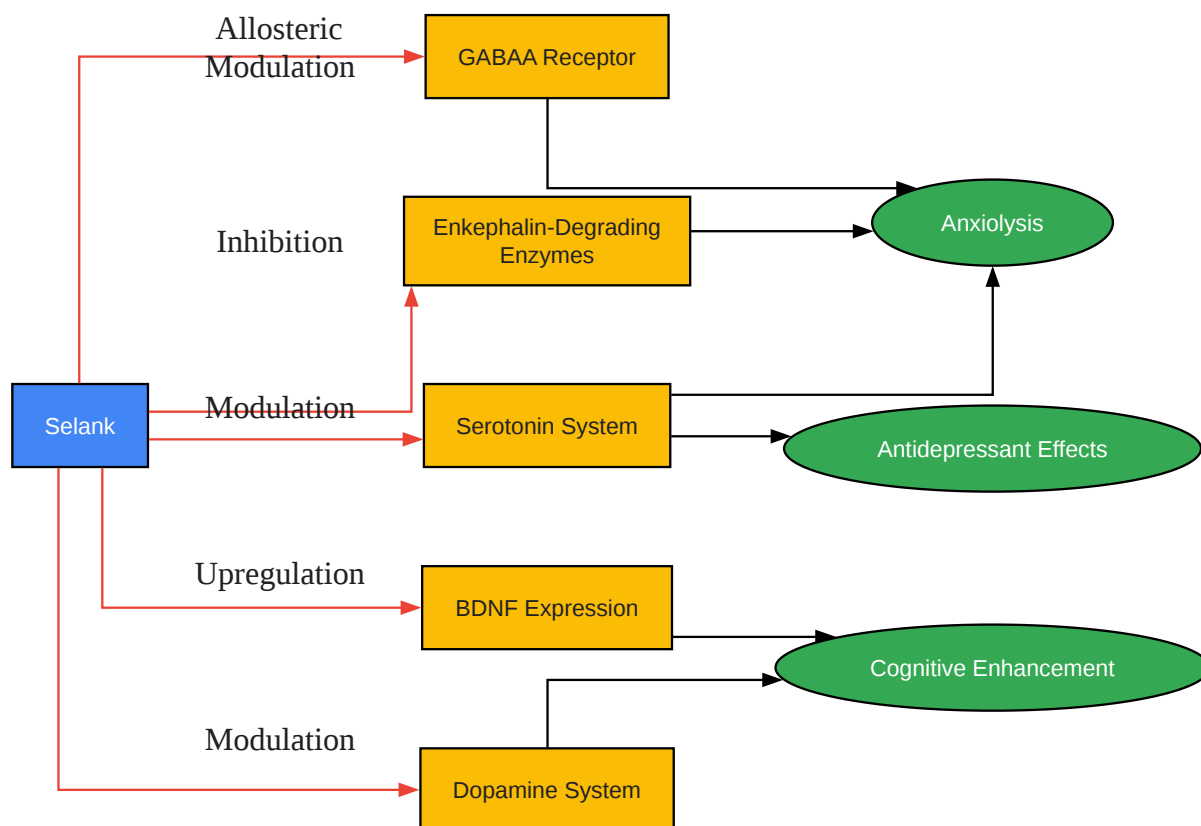 Allosteric
Modulation
GABAA Receptor
Inhibition
Enkephalin-Degrading
Enzymes
Anxiolysis
Selank
Modulation
Serotonin System
Antidepressant Effects
Upregulation
BDNF Expression
Cognitive Enhancement
Modulation
Dopamine System